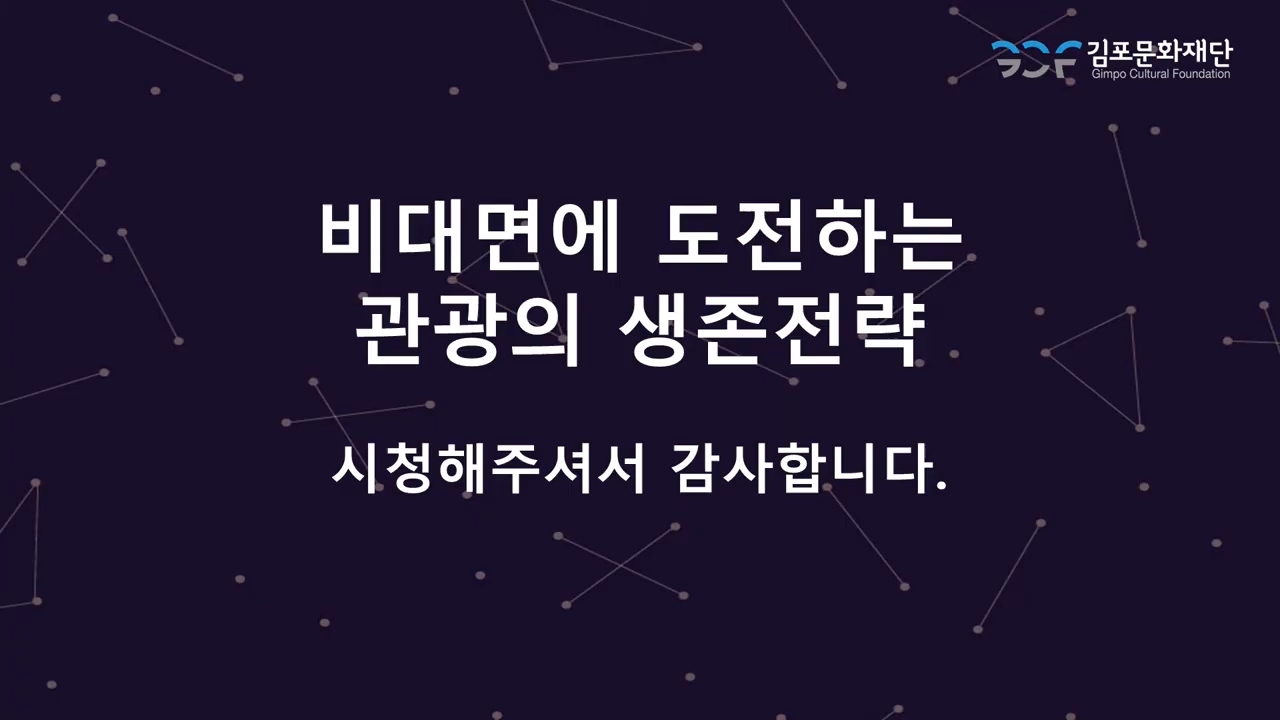 김포문화재단
Gimpo Cultural Foundation
비대면에 도전하는
관광의 생존전략
시청해주셔서 감사합니다.